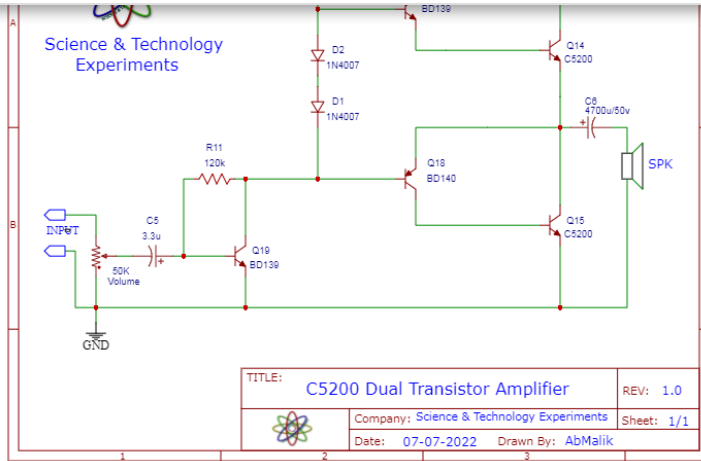 A
BD139
Science & Technology
Experiments
D2
1N4007
Q14
C5200
D1
1N4007
C6
4700u/50v
R11
120k
Q18
BD140
SPK
B
C5
3.3u
INPUT
Q19
BD139
Q15
C5200
50K
Volume
GND
TITLE:
C5200 Dual Transistor Amplifier
REV: 1.0
Company: Science & Technology Experiments
Sheet: 1/1
Date: 07-07-2022 Drawn By: AbMalik
1 2 3